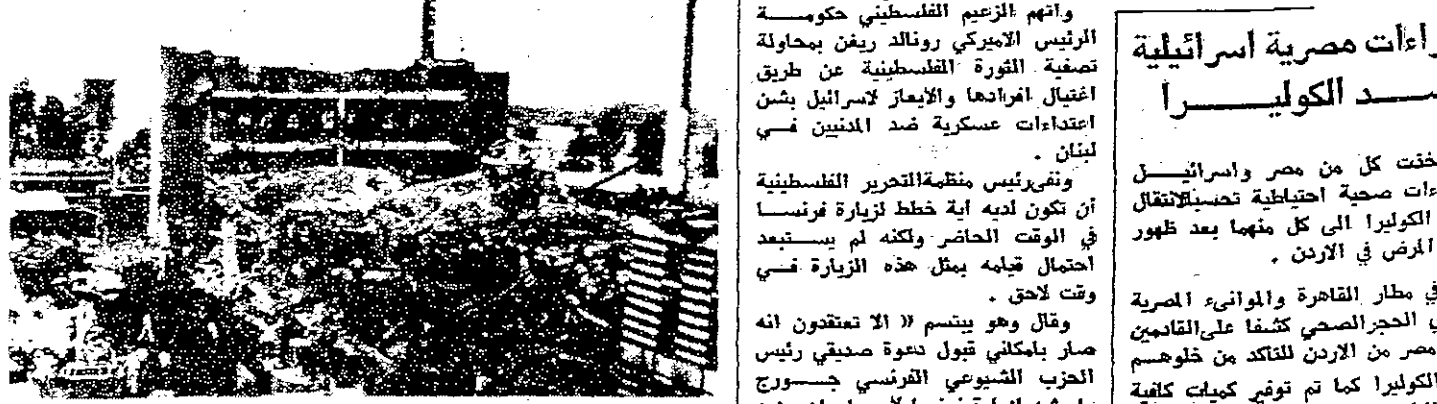 واتهم الزعيم الفلسطيني حكومة
الرئيس الاميركي رونالد ريغن بمحاولة
تصفية الثورة الفلسطينية عن طريق
اغتيال افرادها والايعاز لاسرائيل بشن
اعتداءات عسكرية ضد المدنيين في
لبنان .
ونفى رئيس منظمة التحرير الفلسطينية
أن تكون لديه أية خطط لزيارة فرنسا
في الوقت الحاضر ولكنه لم يستبعد
احتمال قيامه بمثل هذه الزيارة في
وقت لاحق .
وقال وهو يبتسم « الا تعتقدون انه
صار بامكاني قبول دعوة صديقي رئيس
الحزب الشيوعي الفرنسي جورج
مصرية اسرائيلية
الكوليرا
كل من مصر واسرائيل
صحية احتياطية تحسبا لانتقال
الكوليرا الى كل منهما بعد ظهور
المرض في الاردن .
في مطار القاهرة والموانىء المصرية
الحجر الصحي كشفا على القادمين
مصر من الاردن للتأكد من خلوهم
الكوليرا كما تم توفير كميات كافية